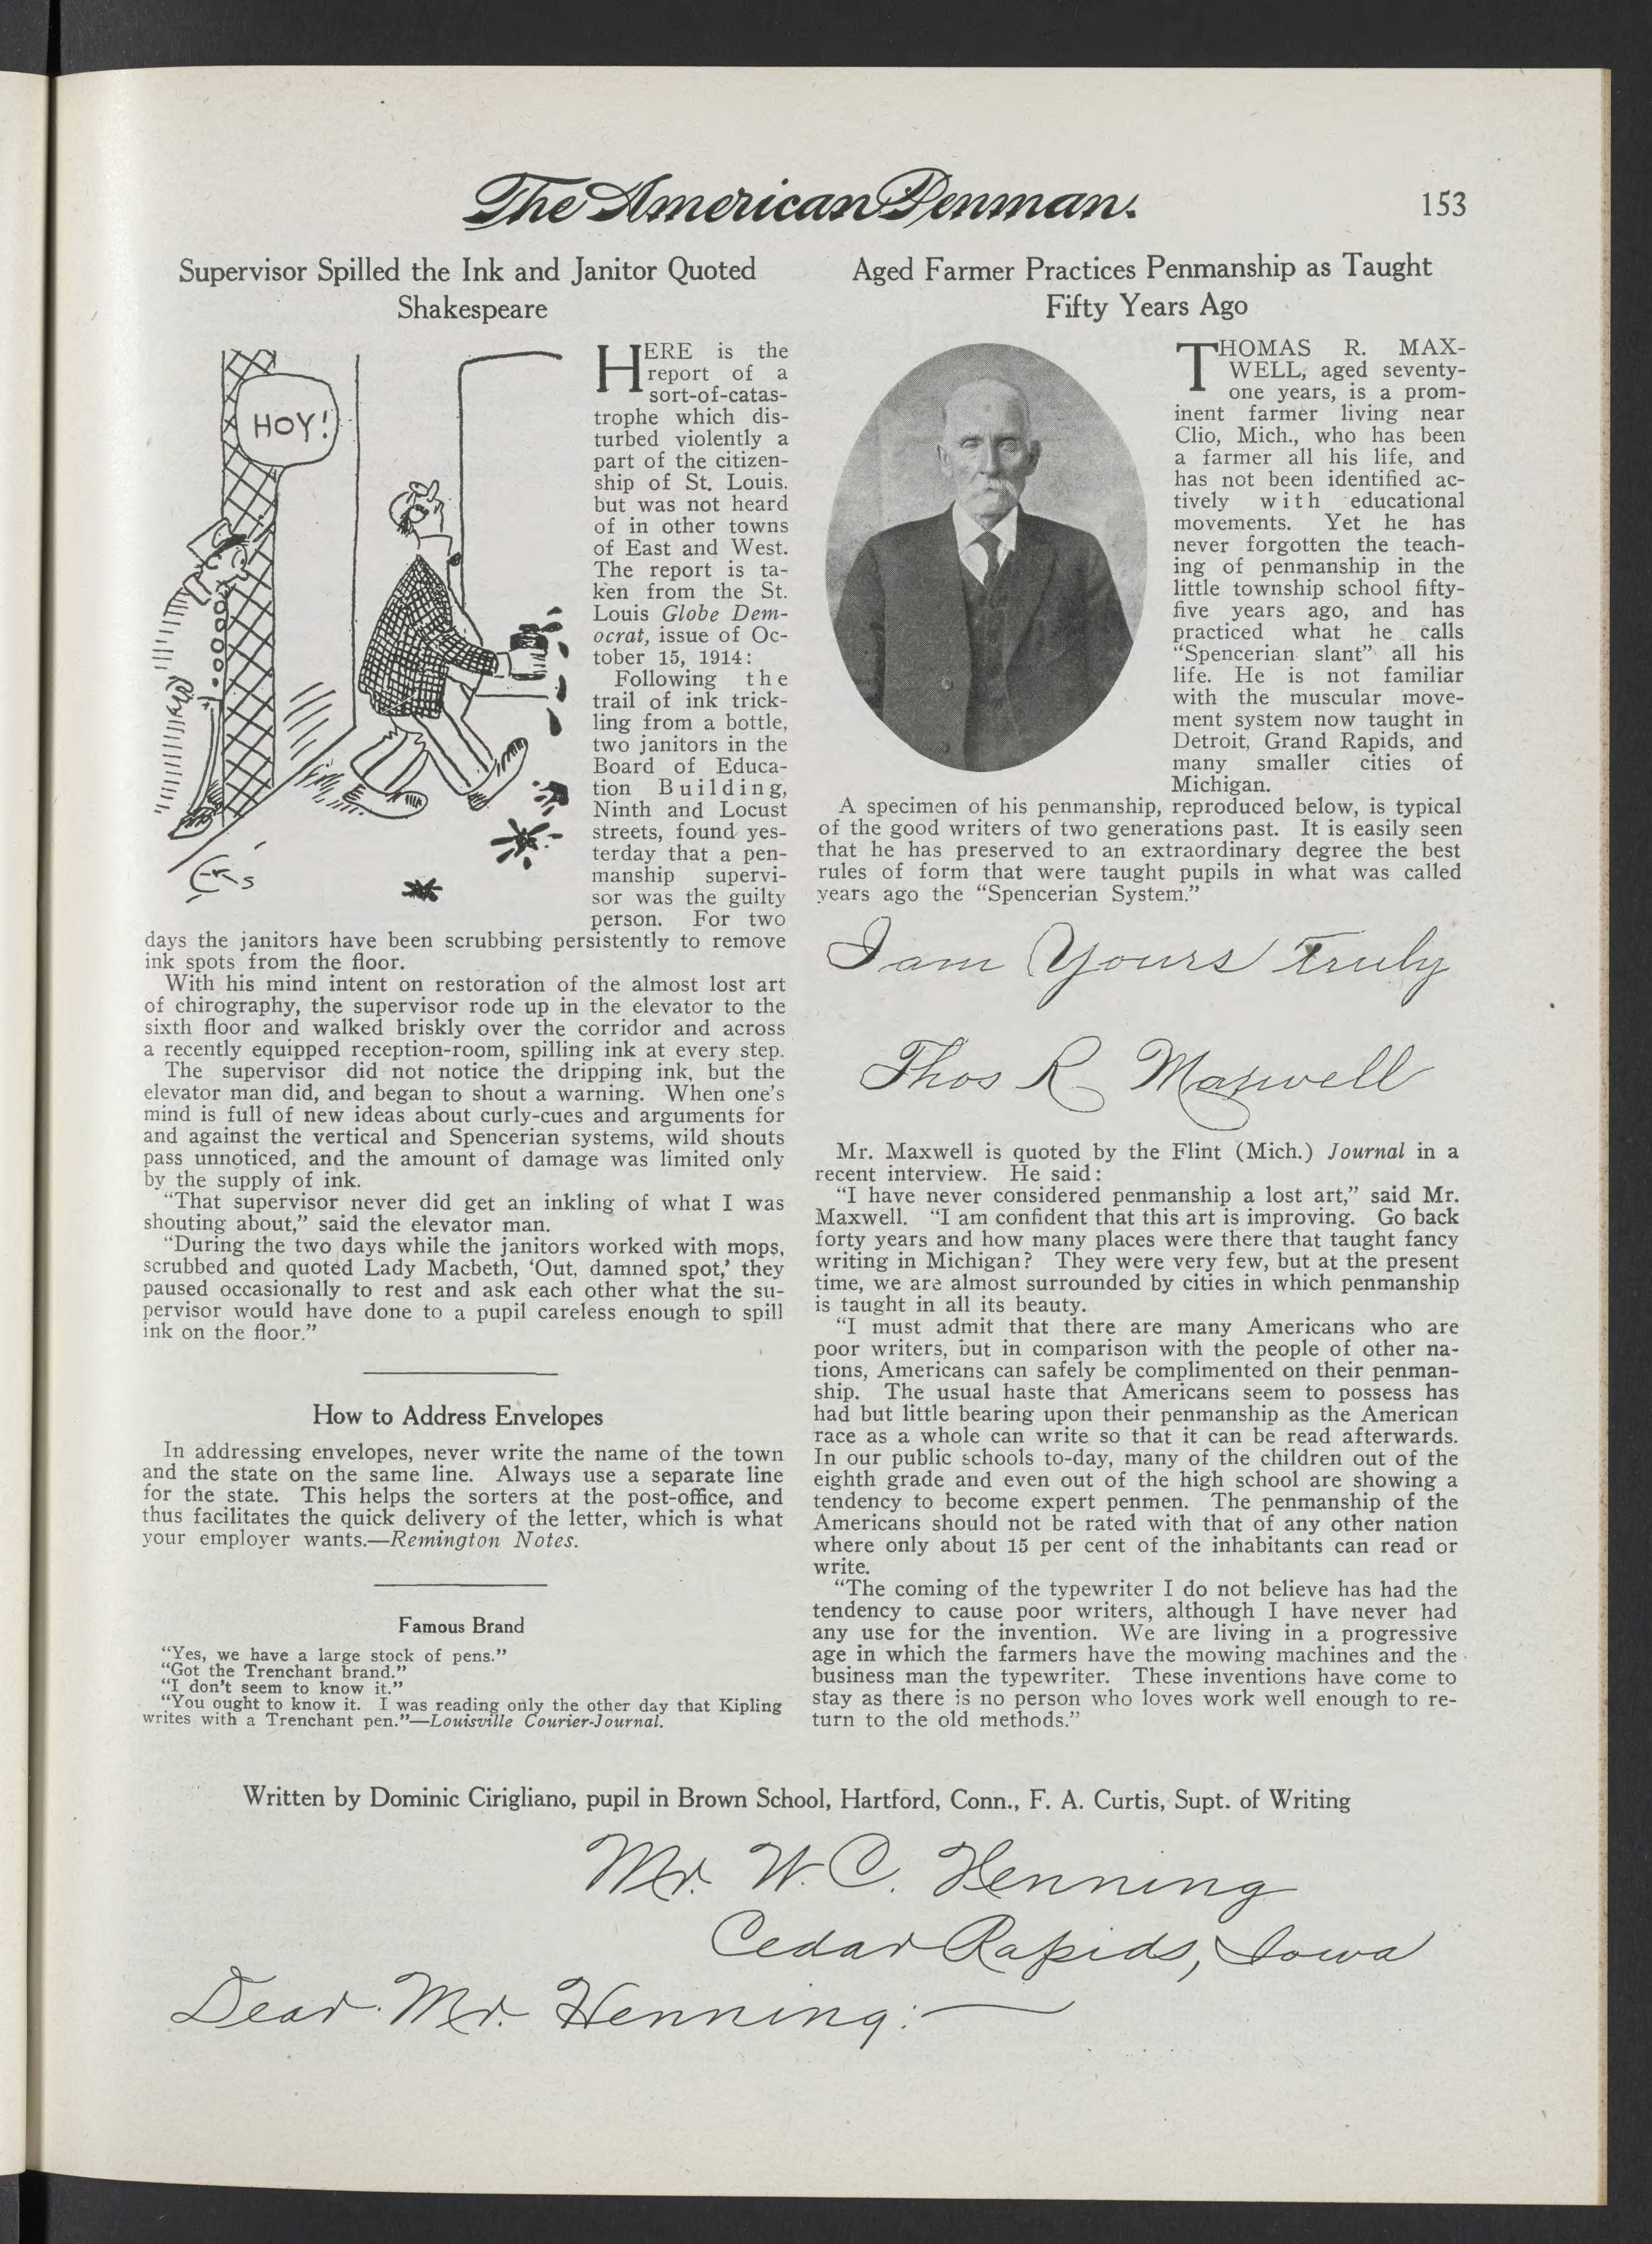 The American Penman.
153
Supervisor Spilled the Ink and Janitor Quoted
Shakespeare
HOY!
HERE is the
report of a
sort-of-catas-
trophe which dis-
turbed violently a
part of the citizen-
ship of St. Louis.
but was not heard
of in other towns
of East and West.
The report is ta-
ken from the St.
Louis Globe Dem-
ocrat, issue of Oc-
tober 15, 1914:
Following the
trail of ink trick-
ling from a bottle,
two janitors in the
Board of Educa-
tion Building,
Ninth and Locust
streets, found yes-
terday that a pen-
manship supervi-
sor was the guilty
person. For two
days the janitors have been scrubbing persistently to remove
ink spots from the floor.
With his mind intent on restoration of the almost lost art
of chirography, the supervisor rode up in the elevator to the
sixth floor and walked briskly over the corridor and across
a recently equipped reception-room, spilling ink at every step.
The supervisor did not notice the dripping ink, but the
elevator man did, and began to shout a warning. When one's
mind is full of new ideas about curly-cues and arguments for
and against the vertical and Spencerian systems, wild shouts
pass unnoticed, and the amount of damage was limited only
by the supply of ink.
"That supervisor never did get an inkling of what I was
shouting about," said the elevator man.
"During the two days while the janitors worked with mops,
scrubbed and quoted Lady Macbeth, 'Out, damned spot,' they
paused occasionally to rest and ask each other what the su-
pervisor would have done to a pupil careless enough to spill
ink on the floor."
How to Address Envelopes
In addressing envelopes, never write the name of the town
and the state on the same line. Always use a separate line
for the state. This helps the sorters at the post-office, and
thus facilitates the quick delivery of the letter, which is what
your employer wants.—Remington Notes.
Famous Brand
"Yes, we have a large stock of pens."
"Got the Trenchant brand."
"I don't seem to know it."
"You ought to know it. I was reading only the other day that Kipling
writes with a Trenchant pen."—Louisville Courier-Journal.
Aged Farmer Practices Penmanship as Taught
Fifty Years Ago
THOMAS R. MAX-
WELL, aged seventy-
one years, is a prom-
inent farmer living near
Clio, Mich., who has been
a farmer all his life, and
has not been identified ac-
tively with educational
movements. Yet he has
never forgotten the teach-
ing of penmanship in the
little township school fifty-
five years ago, and has
practiced what he calls
"Spencerian slant" all his
life. He is not familiar
with the muscular move-
ment system now taught in
Detroit, Grand Rapids, and
many smaller cities of
Michigan.
A specimen of his penmanship, reproduced below, is typical
of the good writers of two generations past. It is easily seen
that he has preserved to an extraordinary degree the best
rules of form that were taught pupils in what was called
years ago the "Spencerian System."
I am Yours Truly
Thos R Maxwell
Mr. Maxwell is quoted by the Flint (Mich.) Journal in a
recent interview. He said:
"I have never considered penmanship a lost art," said Mr.
Maxwell. "I am confident that this art is improving. Go back
forty years and how many places were there that taught fancy
writing in Michigan? They were very few, but at the present
time, we are almost surrounded by cities in which penmanship
is taught in all its beauty.
"I must admit that there are many Americans who are
poor writers, but in comparison with the people of other na-
tions, Americans can safely be complimented on their penman-
ship. The usual haste that Americans seem to possess has
had but little bearing upon their penmanship as the American
race as a whole can write so that it can be read afterwards.
In our public schools to-day, many of the children out of the
eighth grade and even out of the high school are showing a
tendency to become expert penmen. The penmanship of the
Americans should not be rated with that of any other nation
where only about 15 per cent of the inhabitants can read or
write.
"The coming of the typewriter I do not believe has had the
tendency to cause poor writers, although I have never had
any use for the invention. We are living in a progressive
age in which the farmers have the mowing machines and the
business man the typewriter. These inventions have come to
stay as there is no person who loves work well enough to re-
turn to the old methods."
Written by Dominic Cirigliano, pupil in Brown School, Hartford, Conn., F. A. Curtis, Supt. of Writing
Mr. W. C. Henning
Cedar Rapids, Iowa
Dear Mr. Henning:—